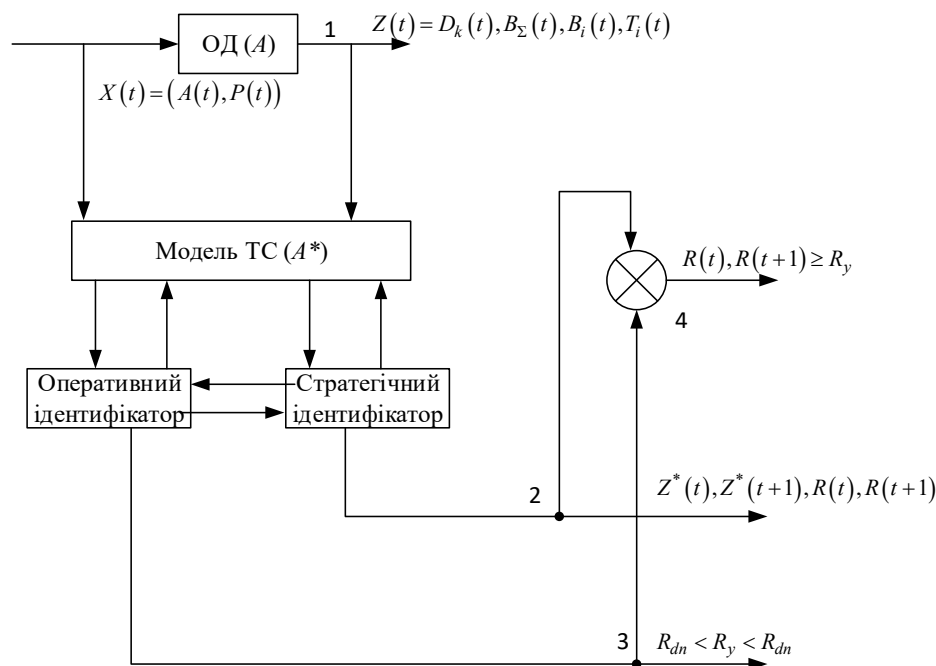 ОД (A)
1
Z(t) = D_k(t), B_Σ(t), B_i(t), T_i(t)
X(t) = (A(t), P(t))
Модель ТС (A*)
R(t), R(t+1) ≥ R_y
4
Оперативний
ідентифікатор
Стратегічний
ідентифікатор
2
Z*(t), Z*(t+1), R(t), R(t+1)
3
R_dn < R_y < R_dn